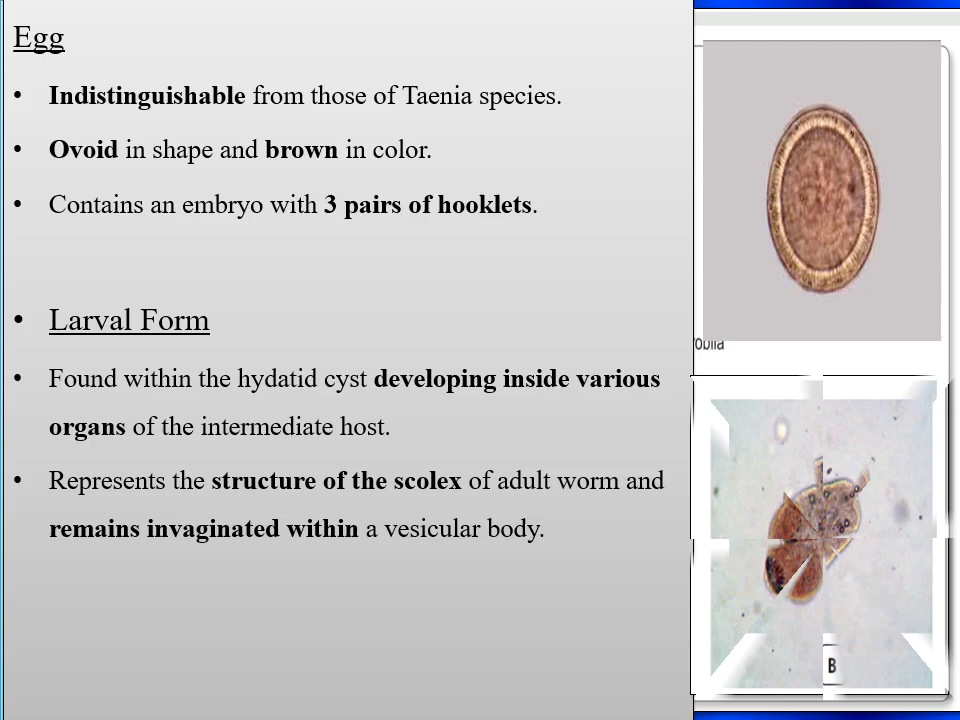 Egg
• Indistinguishable from those of Taenia species.
• Ovoid in shape and brown in color.
• Contains an embryo with 3 pairs of hooklets.
• Larval Form
• Found within the hydatid cyst developing inside various
organs of the intermediate host.
• Represents the structure of the scolex of adult worm and
remains invaginated within a vesicular body.
B